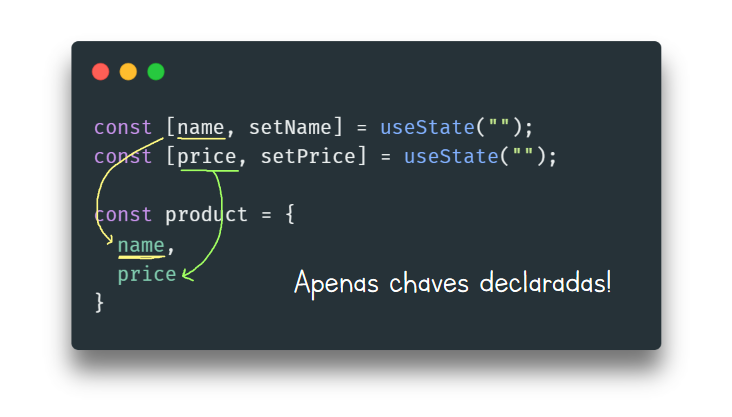 const [name, setName] = useState("");
const [price, setPrice] = useState("");
const product = {
name,
price
Apenas chaves declaradas!
}